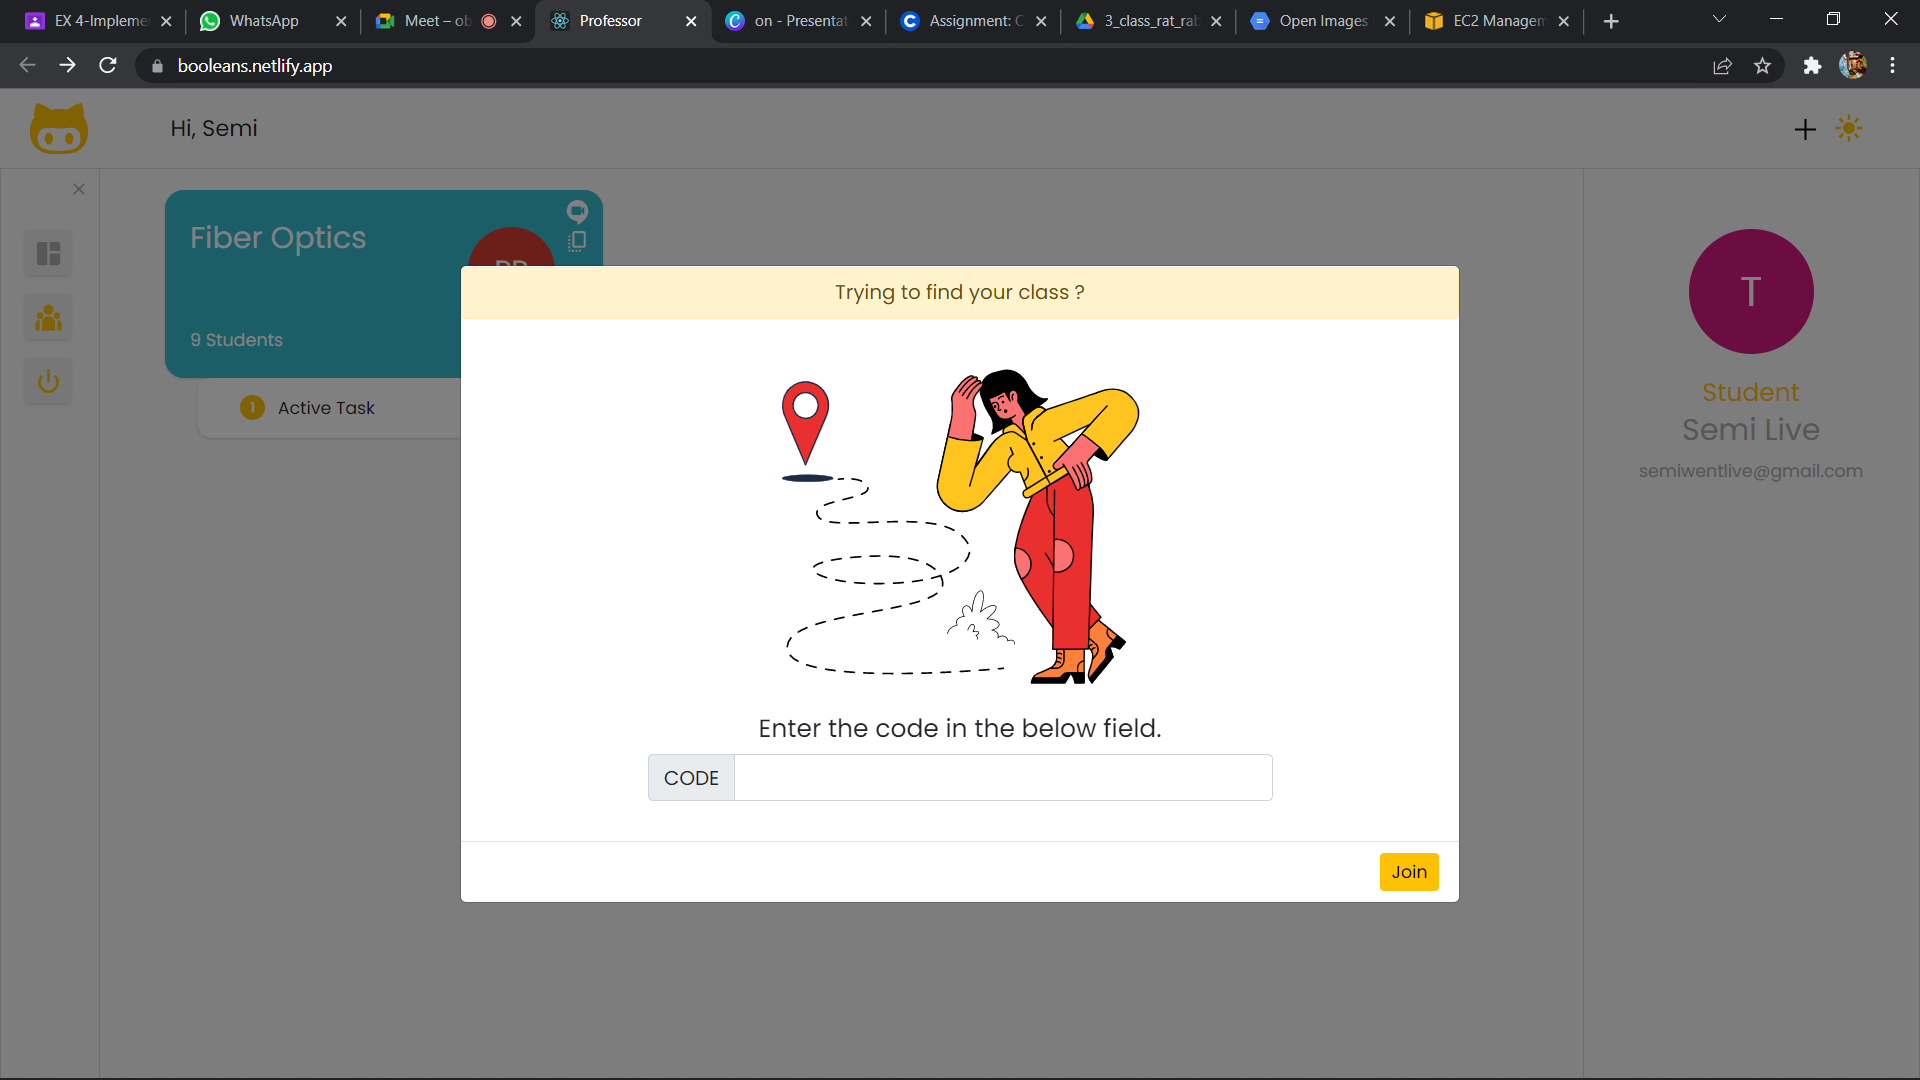 EX 4-Implemen
WhatsApp
Meet – ob
Professor
on - Presentat
Assignment: C
3_class_rat_rab
Open Images
EC2 Managem
booleans.netlify.app
Hi, Semi
Fiber Optics
9 Students
1 Active Task
Trying to find your class ?
Enter the code in the below field.
CODE
Join
T
Student
Semi Live
semiwentlive@gmail.com